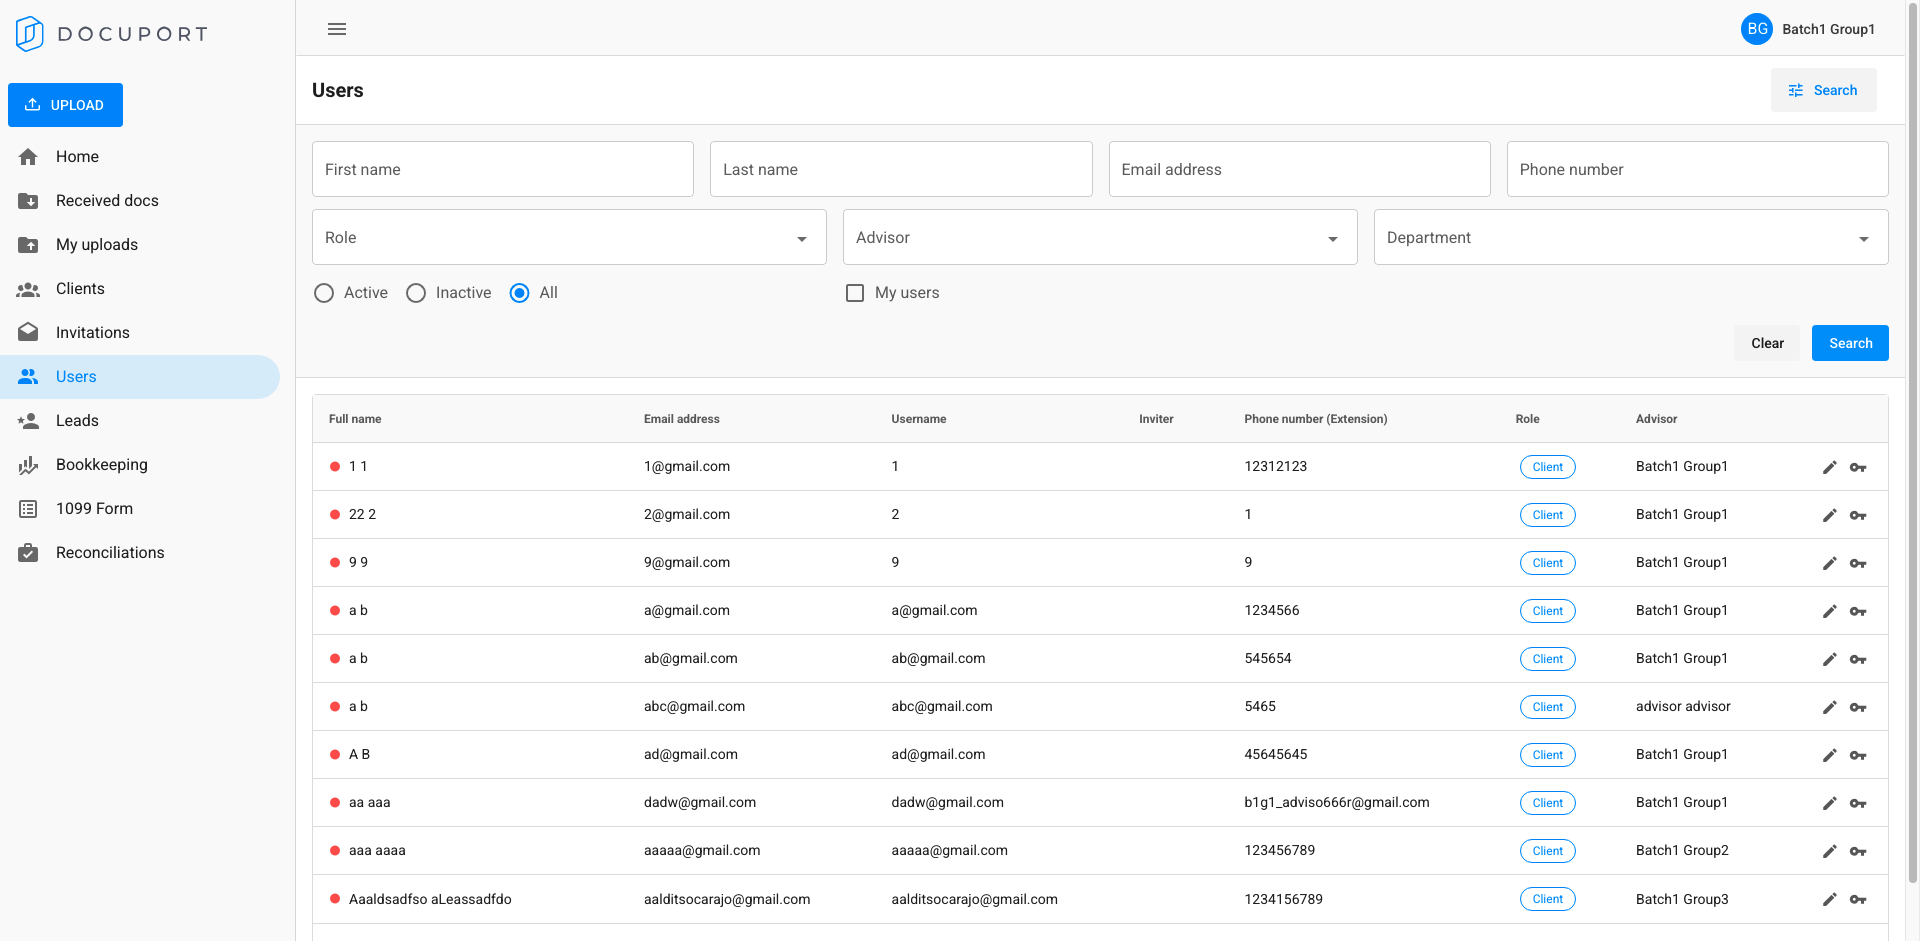 DOCUPORT
BG Batch1 Group1
UPLOAD
Home
Received docs
My uploads
Clients
Invitations
Users
Leads
Bookkeeping
1099 Form
Reconciliations
Users
Search
First name Last name Email address Phone number
Role Advisor Department
Active Inactive All My users
Clear Search
Full name Email address Username Inviter Phone number (Extension) Role Advisor
1 1 1@gmail.com 1 12312123 Client Batch1 Group1
22 2 2@gmail.com 2 1 Client Batch1 Group1
9 9 9@gmail.com 9 9 Client Batch1 Group1
a b a@gmail.com a@gmail.com 1234566 Client Batch1 Group1
a b ab@gmail.com ab@gmail.com 545654 Client Batch1 Group1
a b abc@gmail.com abc@gmail.com 5465 Client advisor advisor
A B ad@gmail.com ad@gmail.com 45645645 Client Batch1 Group1
aa aaa dadw@gmail.com dadw@gmail.com b1g1_adviso666r@gmail.com Client Batch1 Group1
aaa aaaa aaaaa@gmail.com aaaaa@gmail.com 123456789 Client Batch1 Group2
Aaaldsadfso aLeassadfdo aalditsocarajo@gmail.com aalditsocarajo@gmail.com 1234156789 Client Batch1 Group3